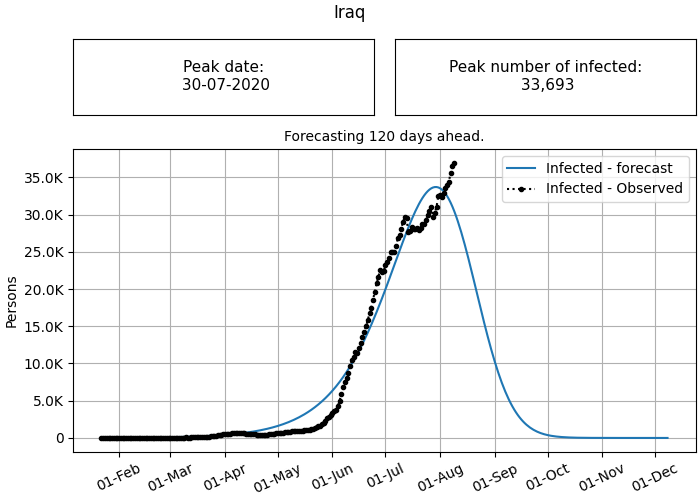 Iraq
Peak date:
30-07-2020
Peak number of infected:
33,693
Forecasting 120 days ahead.
Infected - forecast
Infected - Observed
Persons
35.0K
30.0K
25.0K
20.0K
15.0K
10.0K
5.0K
0
01-Feb 01-Mar 01-Apr 01-May 01-Jun 01-Jul 01-Aug 01-Sep 01-Oct 01-Nov 01-Dec